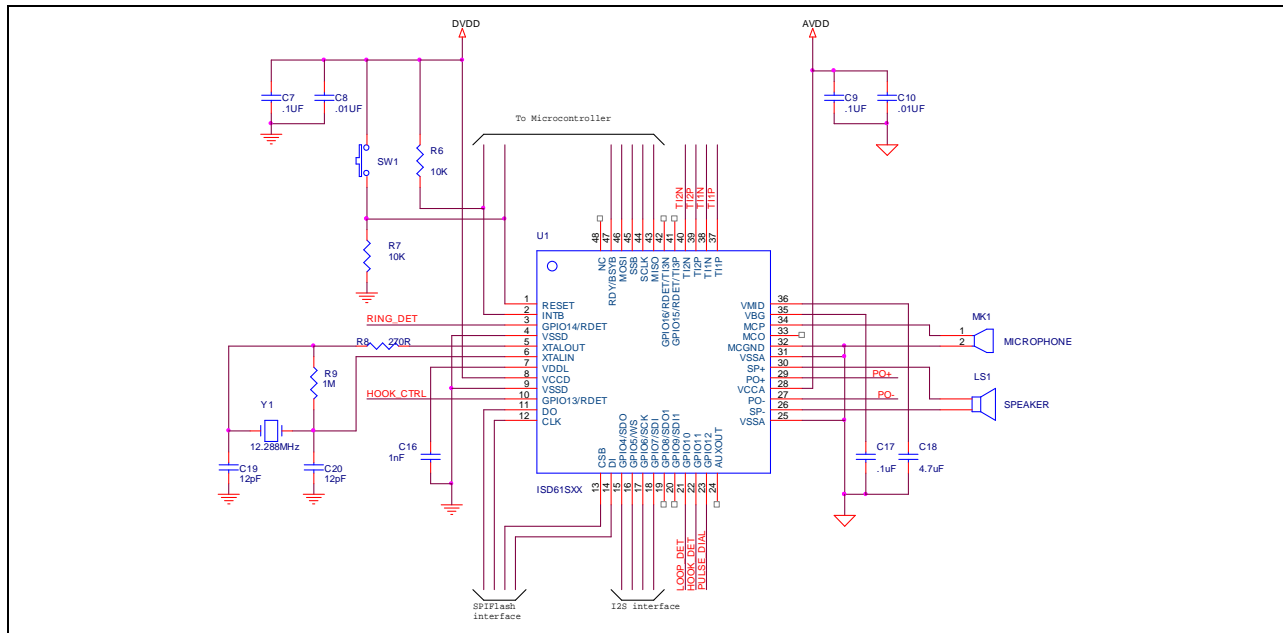 DVDD
AVDD
C7
.1UF
C8
.01UF
C9
.1UF
C10
.01UF
To Microcontroller
SW1
R6
10K
R7
10K
TI2N
TI2P
TI1N
TI1P
U1
48
47
46
45
44
43
42
41
40
39
38
37
NC
RDY/BSYB
MOSI
SSB
SCLK
MISO
GPIO16/RDET/TI3N
GPIO15/RDET/TI3P
TI2N
TI2P
TI1N
TI1P
1 RESET
2 INTB
3 GPIO14/RDET
4 VSSD
5 XTALOUT
6 XTALIN
7 VDDL
8 VCCD
9 VSSD
10 GPIO13/RDET
11 DO
12 CLK
VMID 36
VBG 35
MCP 34
MCO 33
MCGND 32
VSSA 31
SP+ 30
PO+ 29
VCCA 28
PO- 27
SP- 26
VSSA 25
RING_DET
R8 270R
R9
1M
HOOK_CTRL
Y1
12.288MHz
C19
12pF
C20
12pF
C16
1nF
MK1
1
2
MICROPHONE
LS1
SPEAKER
PO+
PO-
C17
.1uF
C18
4.7uF
CSB
DI
GPIO4/SDO
GPIO5/WS
GPIO6/SCK
GPIO7/SDI
GPIO8/SDO1
GPIO9/SDI1
GPIO10
GPIO11
GPIO12
AUXOUT
ISD61SXX
13
14
15
16
17
18
19
20
21
22
23
24
LOOP_DET
HOOK_DET
PULSE_DIAL
SPIFlash
interface
I2S interface